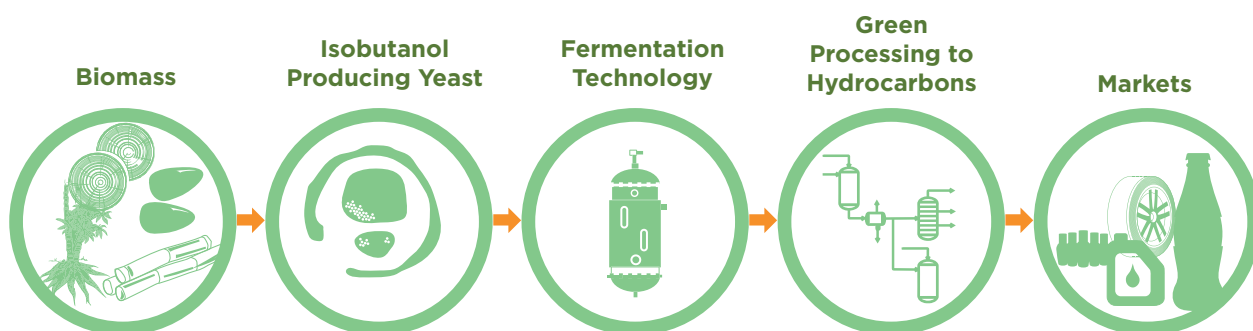 Biomass
Isobutanol
Producing Yeast
Fermentation
Technology
Green
Processing to
Hydrocarbons
Markets